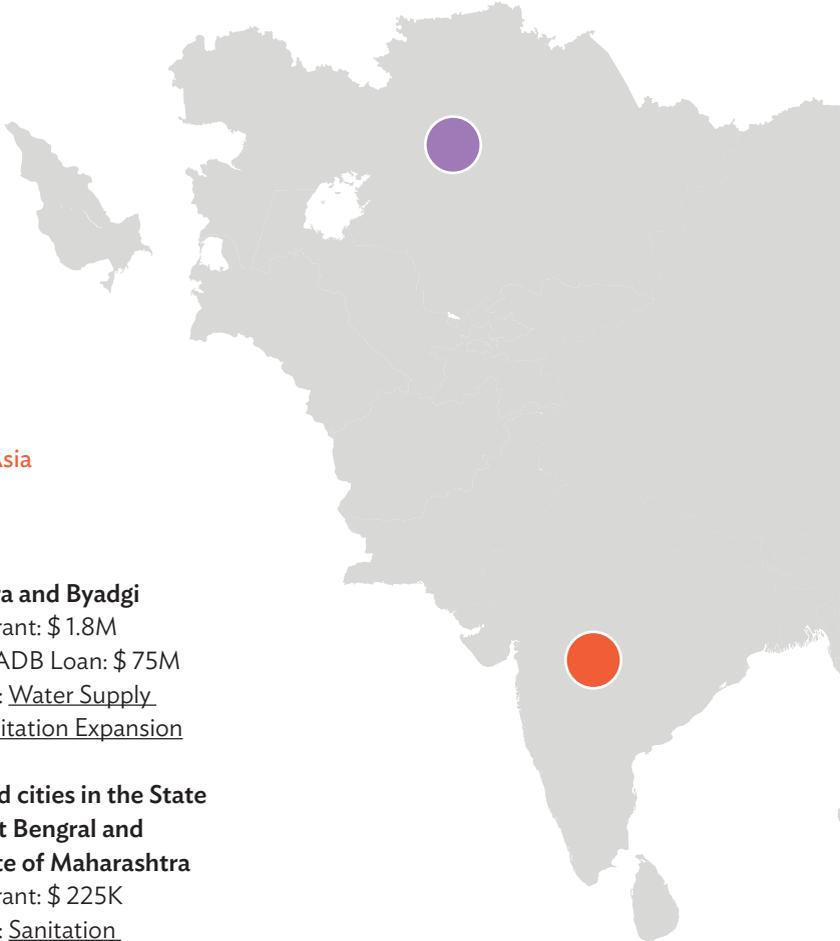 Asia
a and Byadgi
rant: $ 1.8M
ADB Loan: $ 75M
: Water Supply
itation Expansion
d cities in the State
t Bengral and
te of Maharashtra
rant: $ 225K
: Sanitation